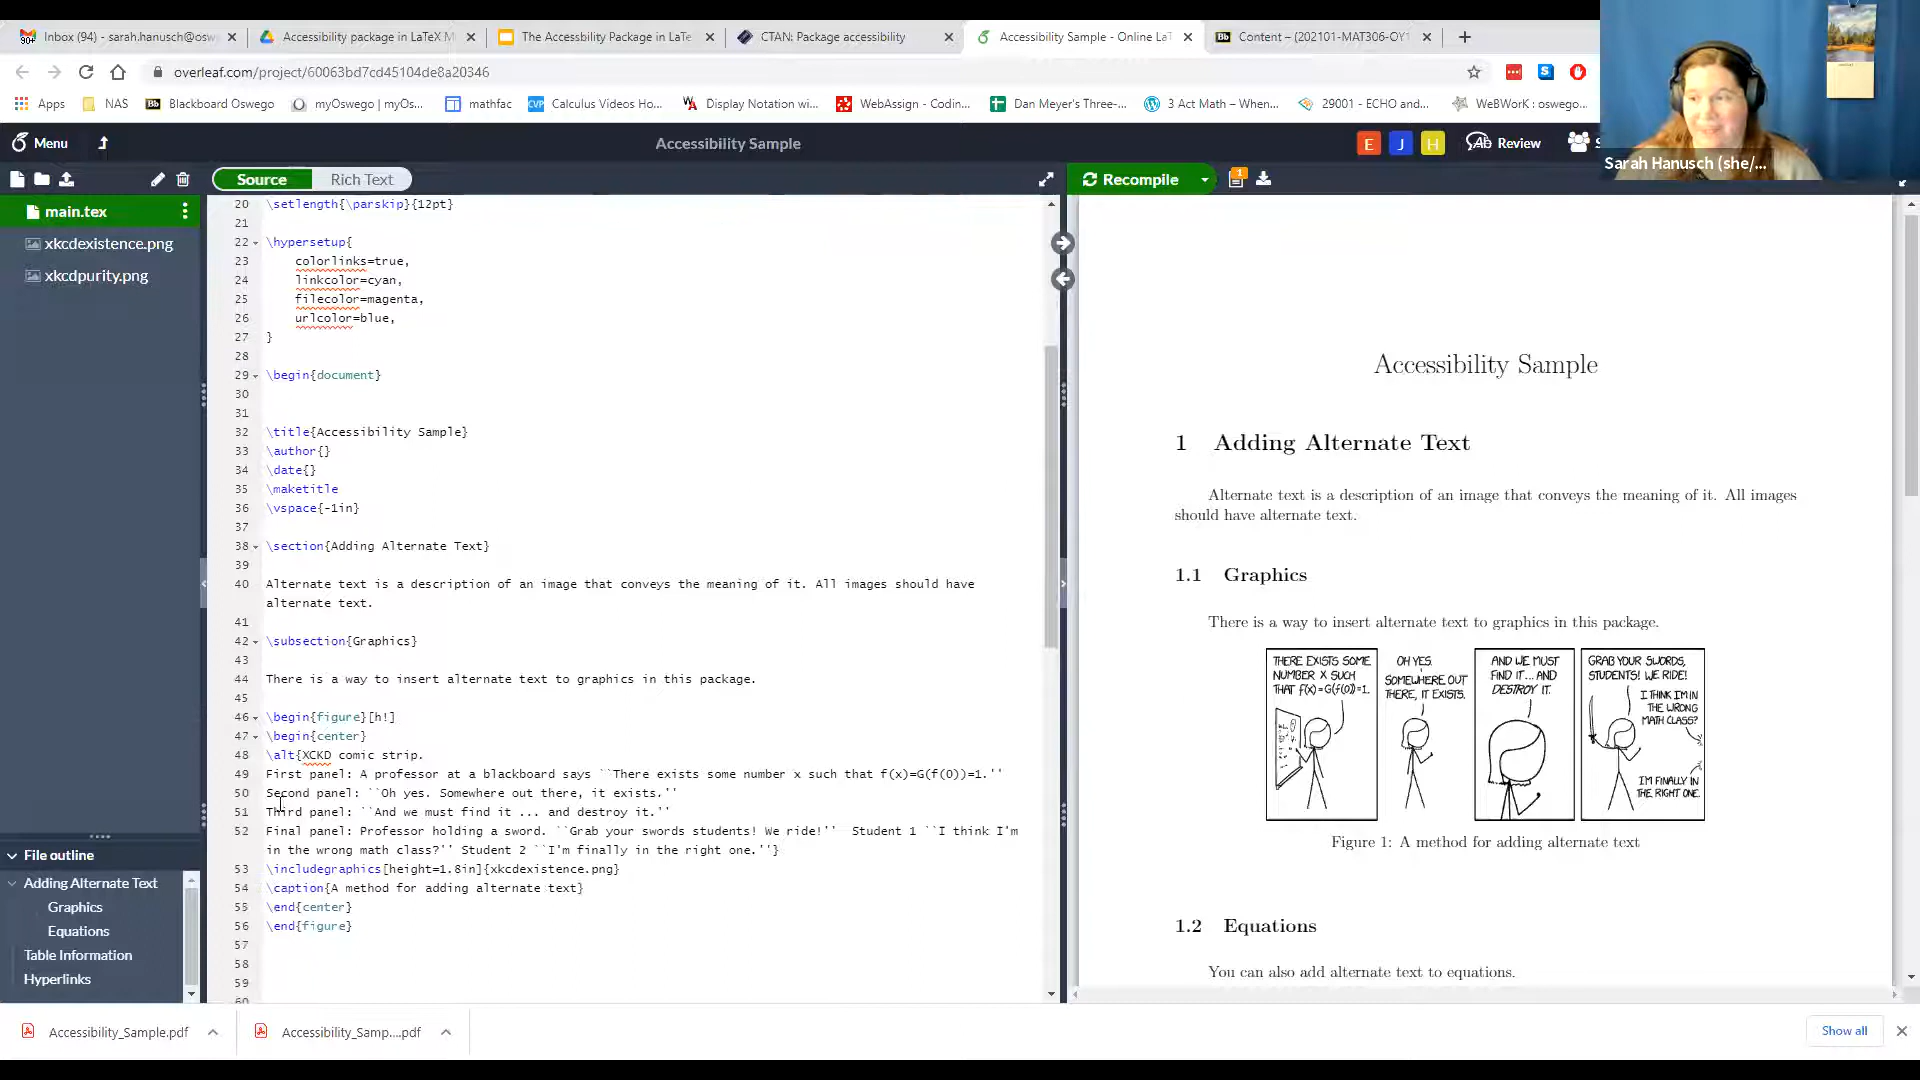 Inbox (94) - sarah.hanusch@osw
Accessibility package in LaTeX M
The Accessbility Package in LaTe
CTAN: Package accessibility
Accessibility Sample - Online LaT
Bb Content – (202101-MAT306-OY1
overleaf.com/project/60063bd7cd45104de8a20346
Apps
NAS
Bb Blackboard Oswego
myOswego | myOs...
mathfac
CVP Calculus Videos Ho...
Display Notation wi...
WebAssign - Codin...
Dan Meyer's Three-...
3 Act Math – When...
29001 - ECHO and...
WeBWorK : oswego...
Sarah Hanusch (she/...
Menu
Accessibility Sample
E J H
Review
Source
Rich Text
Recompile
1
main.tex
xkcdexistence.png
xkcdpurity.png
File outline
Adding Alternate Text
Graphics
Equations
Table Information
Hyperlinks
20 \setlength{\parskip}{12pt}
21
22 \hypersetup{
23 colorlinks=true,
24 linkcolor=cyan,
25 filecolor=magenta,
26 urlcolor=blue,
27 }
28
29 \begin{document}
30
31
32 \title{Accessibility Sample}
33 \author{}
34 \date{}
35 \maketitle
36 \vspace{-1in}
37
38 \section{Adding Alternate Text}
39
40 Alternate text is a description of an image that conveys the meaning of it. All images should have
alternate text.
41
42 \subsection{Graphics}
43
44 There is a way to insert alternate text to graphics in this package.
45
46 \begin{figure}[h!]
47 \begin{center}
48 \alt{XCKD comic strip.
49 First panel: A professor at a blackboard says ``There exists some number x such that f(x)=G(f(0))=1.''
50 Second panel: ``Oh yes. Somewhere out there, it exists.''
51 Third panel: ``And we must find it ... and destroy it.''
52 Final panel: Professor holding a sword. ``Grab your swords students! We ride!'' Student 1 ``I think I'm
in the wrong math class?'' Student 2 ``I'm finally in the right one.''}
53 \includegraphics[height=1.8in]{xkcdexistence.png}
54 \caption{A method for adding alternate text}
55 \end{center}
56 \end{figure}
57
58
59
60
Accessibility Sample
1 Adding Alternate Text
Alternate text is a description of an image that conveys the meaning of it. All images
should have alternate text.
1.1 Graphics
There is a way to insert alternate text to graphics in this package.
THERE EXISTS SOME
NUMBER X SUCH
THAT f(x)=G(f(0))=1.
OH YES.
SOMEWHERE OUT
THERE, IT EXISTS.
AND WE MUST
FIND IT... AND
DESTROY IT.
GRAB YOUR SWORDS,
STUDENTS! WE RIDE!
I THINK I'M IN
THE WRONG
MATH CLASS?
I'M FINALLY IN
THE RIGHT ONE.
Figure 1: A method for adding alternate text
1.2 Equations
You can also add alternate text to equations.
Accessibility_Sample.pdf
Accessibility_Samp....pdf
Show all